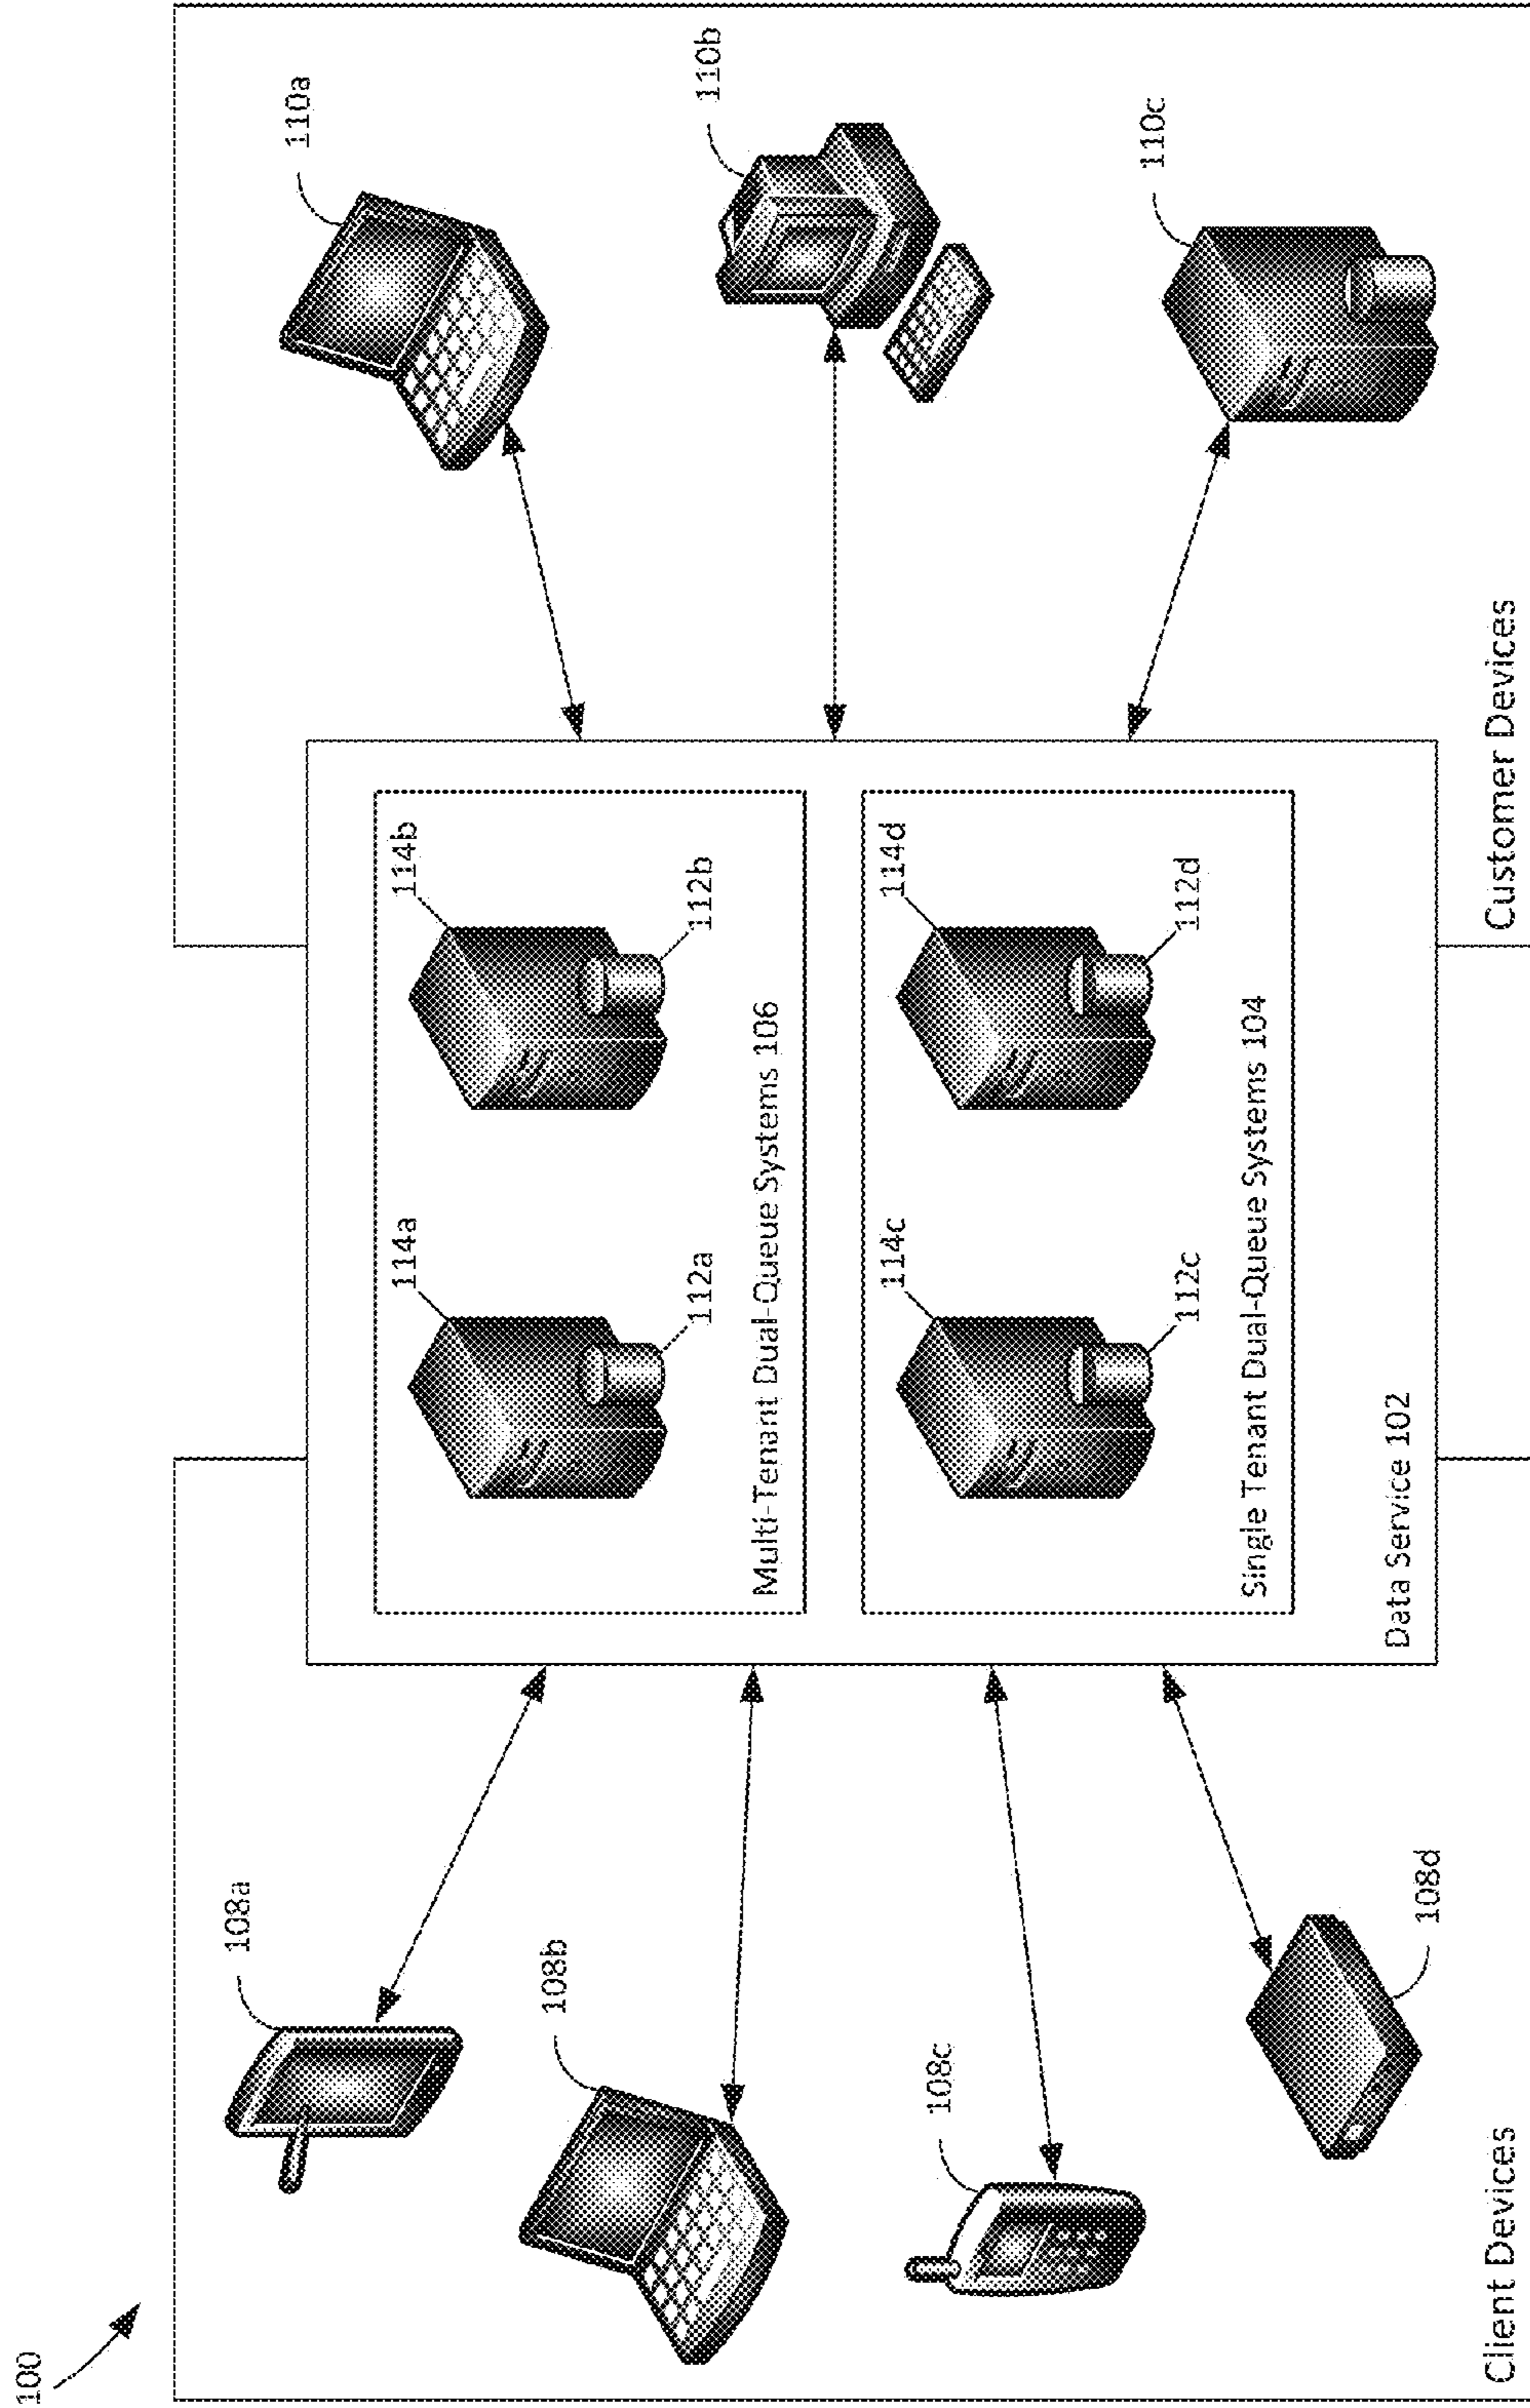 100
108a
108b
108c
108d
Client Devices
114a
112a
114b
112b
Multi-Tenant Dual-Queue Systems 106
114c
112c
114d
112d
Single Tenant Dual-Queue Systems 104
Data Service 102
110a
110b
110c
Customer Devices